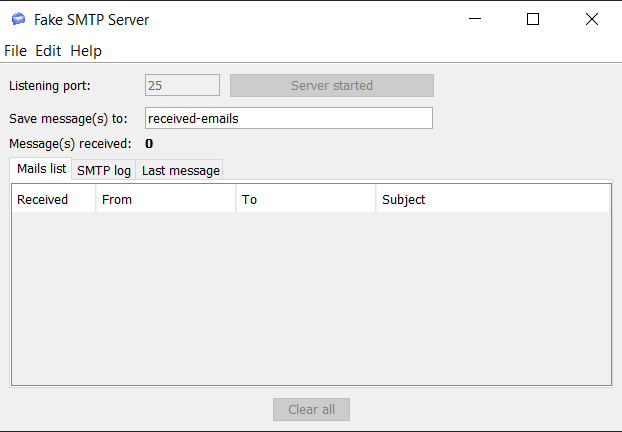 Fake SMTP Server
File Edit Help
Listening port: 25 Server started
Save message(s) to: received-emails
Message(s) received: 0
Mails list SMTP log Last message
Received From To Subject
Clear all